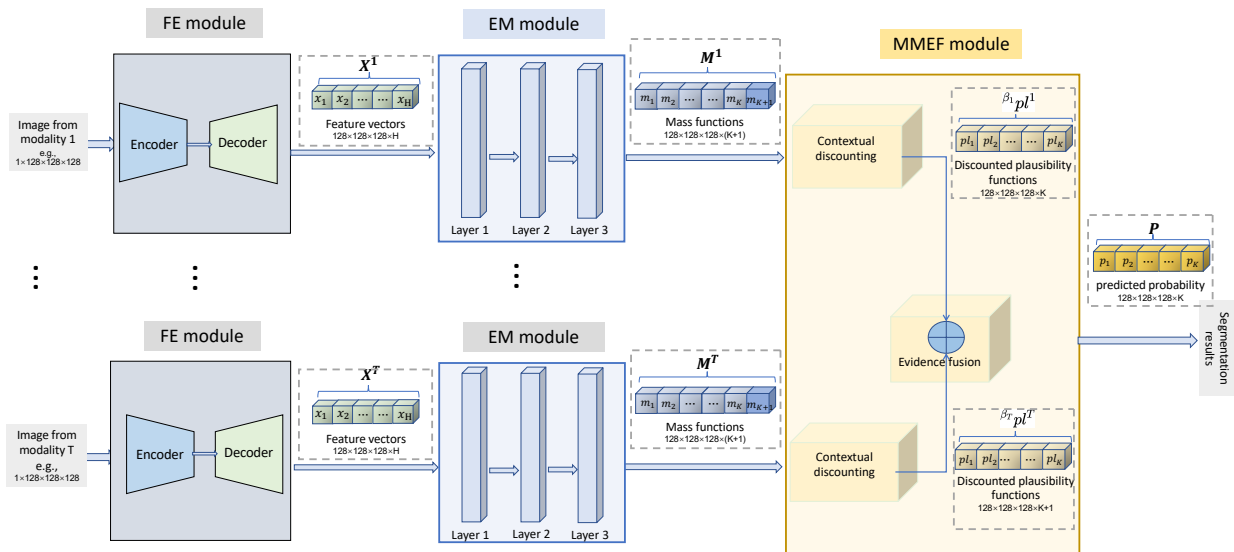 FE module
EM module
MMEF module
Image from
modality 1
e.g.,
1×128×128×128
Encoder
Decoder
X¹
x₁ x₂ ... ... x_H
Feature vectors
128×128×128×H
Layer 1 Layer 2 Layer 3
M¹
m₁ m₂ ... ... m_K m_{K+1}
Mass functions
128×128×128×(K+1)
Contextual
discounting
^{β₁}pl¹
pl₁ pl₂ ... ... pl_K
Discounted plausibility
functions
128×128×128×K
⋮ ⋮ ⋮
Evidence fusion
P
p₁ p₂ ... ... p_K
predicted probability
128×128×128×K
Segmentation
results
FE module
EM module
Image from
modality T
e.g.,
1×128×128×128
Encoder
Decoder
X^T
x₁ x₂ ... ... x_H
Feature vectors
128×128×128×H
Layer 1 Layer 2 Layer 3
M^T
m₁ m₂ ... ... m_K m_{K+1}
Mass functions
128×128×128×(K+1)
Contextual
discounting
^{β_T}pl^T
pl₁ pl₂ ... ... pl_K
Discounted plausibility
functions
128×128×128×K+1